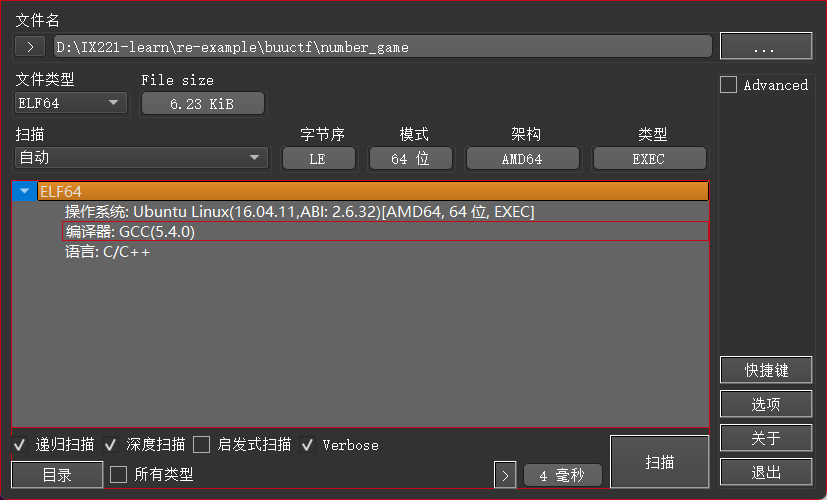 文件名
> D:\IX221-learn\re-example\buuctf\number_game ...
文件类型 File size
ELF64 6.23 KiB Advanced
扫描 字节序 模式 架构 类型
自动 LE 64 位 AMD64 EXEC
ELF64
操作系统: Ubuntu Linux(16.04.11,ABI: 2.6.32)[AMD64, 64 位, EXEC]
编译器: GCC(5.4.0)
语言: C/C++
快捷键
选项
关于
递归扫描 深度扫描 启发式扫描 Verbose
扫描
目录 所有类型 > 4 毫秒 退出